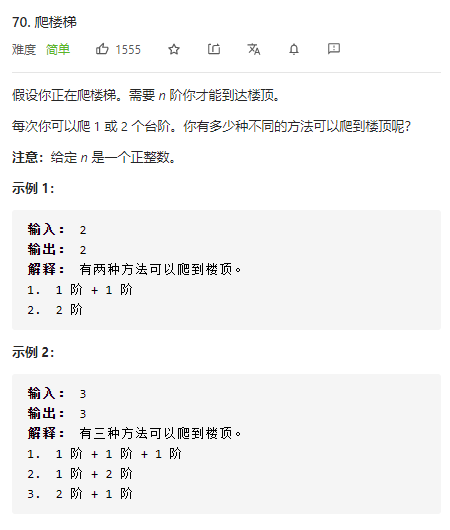 70. 爬楼梯
难度 简单 1555
假设你正在爬楼梯。需要 n 阶你才能到达楼顶。
每次你可以爬 1 或 2 个台阶。你有多少种不同的方法可以爬到楼顶呢?
注意：给定 n 是一个正整数。
示例 1：
输入： 2
输出： 2
解释： 有两种方法可以爬到楼顶。
1. 1 阶 + 1 阶
2. 2 阶
示例 2：
输入： 3
输出： 3
解释： 有三种方法可以爬到楼顶。
1. 1 阶 + 1 阶 + 1 阶
2. 1 阶 + 2 阶
3. 2 阶 + 1 阶